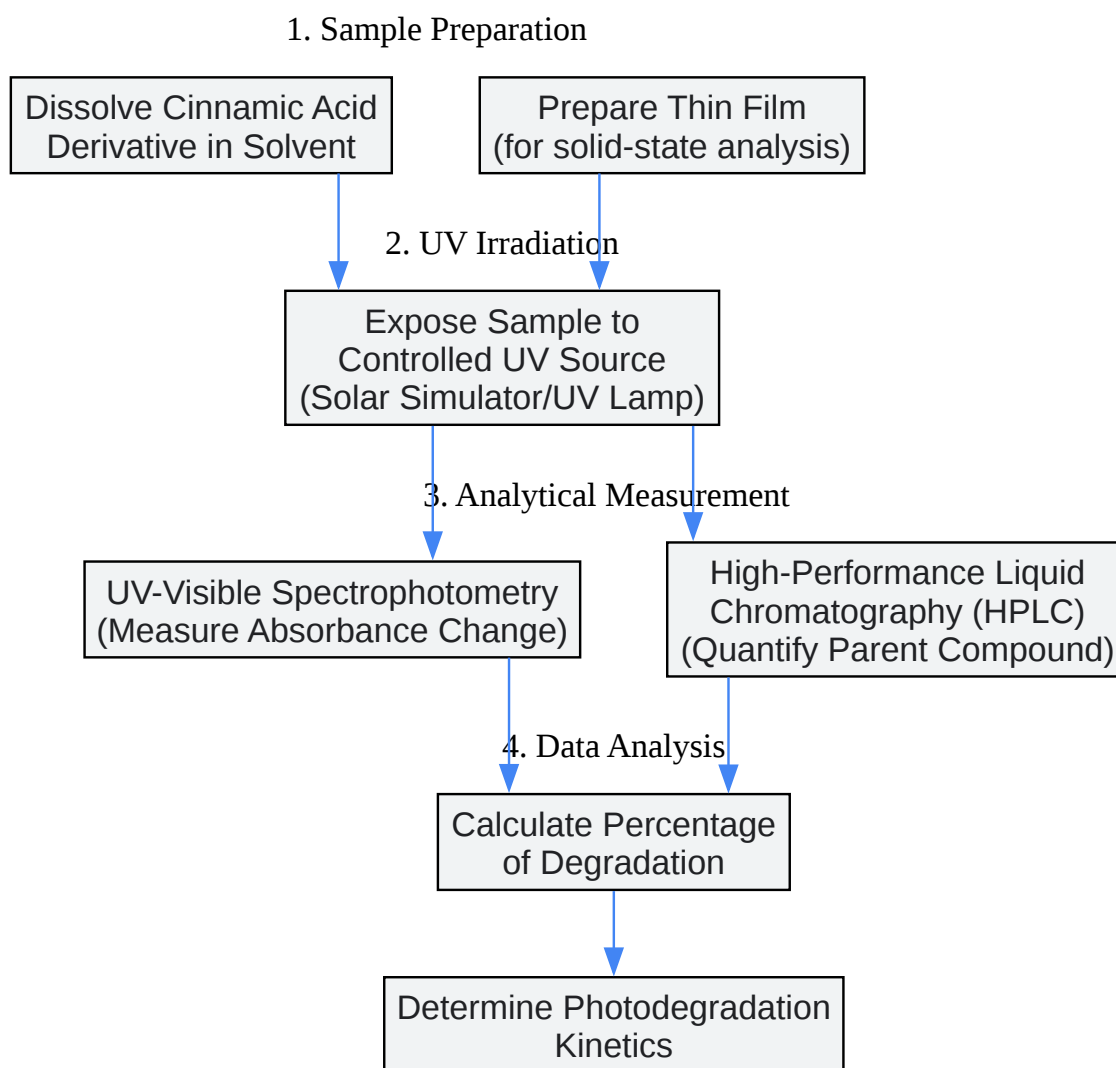 1. Sample Preparation
Dissolve Cinnamic Acid
Derivative in Solvent
Prepare Thin Film
(for solid-state analysis)
2. UV Irradiation
Expose Sample to
Controlled UV Source
(Solar Simulator/UV Lamp)
3. Analytical Measurement
UV-Visible Spectrophotometry
(Measure Absorbance Change)
High-Performance Liquid
Chromatography (HPLC)
(Quantify Parent Compound)
4. Data Analysis
Calculate Percentage
of Degradation
Determine Photodegradation
Kinetics